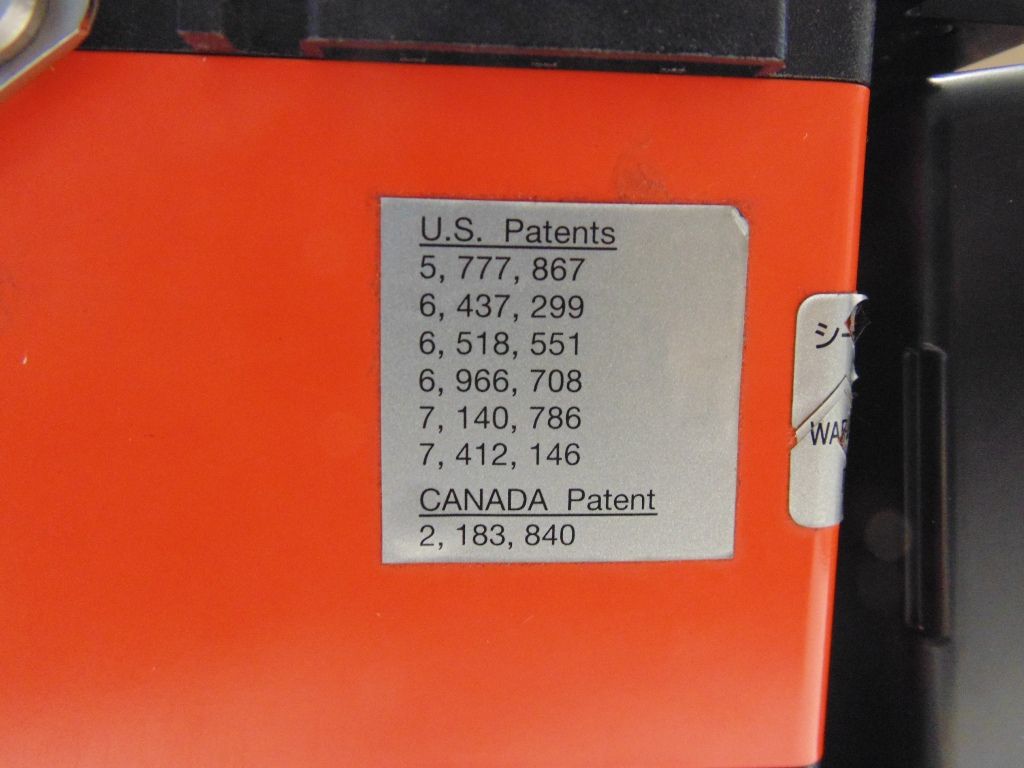 U.S. Patents
5, 777, 867
6, 437, 299
6, 518, 551
6, 966, 708
7, 140, 786
7, 412, 146
CANADA Patent
2, 183, 840